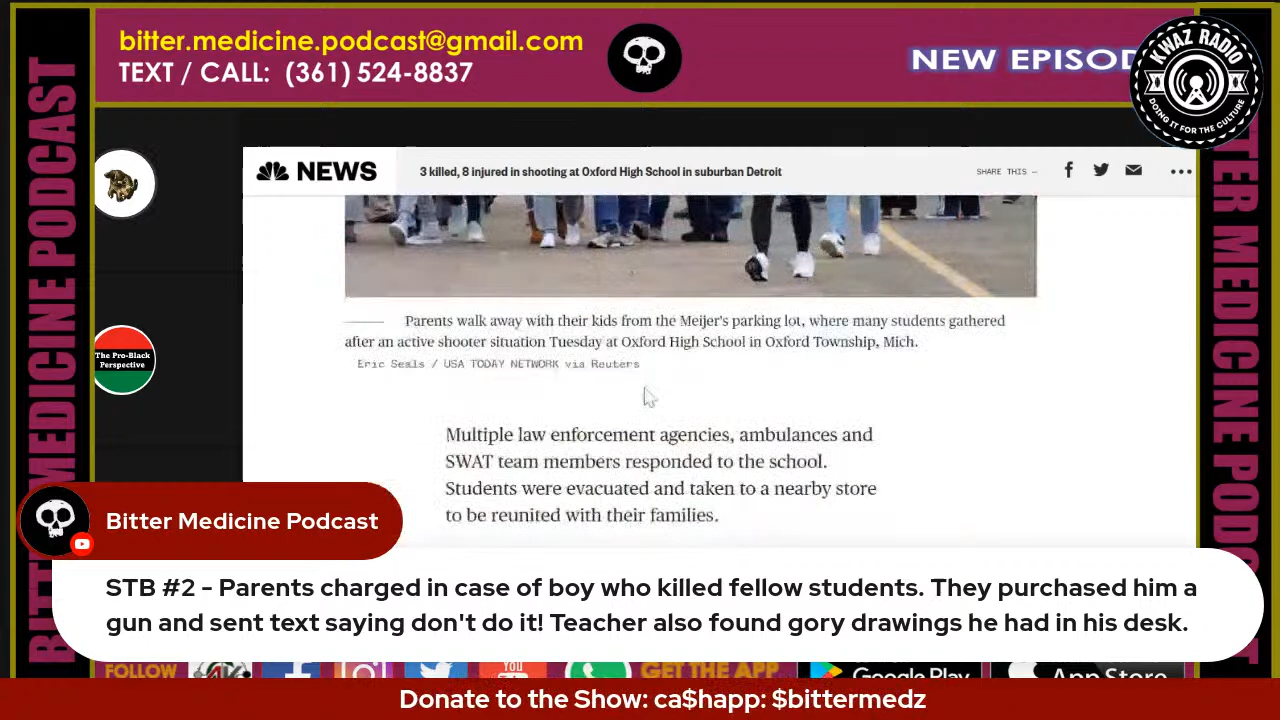 bitter.medicine.podcast@gmail.com
TEXT / CALL: (361) 524-8837
NEW EPISOD
KWAZ RADIO
DOING IT FOR THE CULTURE
BITTER MEDICINE PODCAST
NEWS
3 killed, 8 injured in shooting at Oxford High School in suburban Detroit
SHARE THIS —
The Pro-Black
Perspective
Parents walk away with their kids from the Meijer's parking lot, where many students gathered
after an active shooter situation Tuesday at Oxford High School in Oxford Township, Mich.
Eric Seals / USA TODAY NETWORK via Reuters
Multiple law enforcement agencies, ambulances and
SWAT team members responded to the school.
Students were evacuated and taken to a nearby store
to be reunited with their families.
TER MEDICINE PODC
Bitter Medicine Podcast
STB #2 - Parents charged in case of boy who killed fellow students. They purchased him a
gun and sent text saying don't do it! Teacher also found gory drawings he had in his desk.
FOLLOW
You
GET THE APP
Google Play
App Store
Donate to the Show: ca$happ: $bittermedz